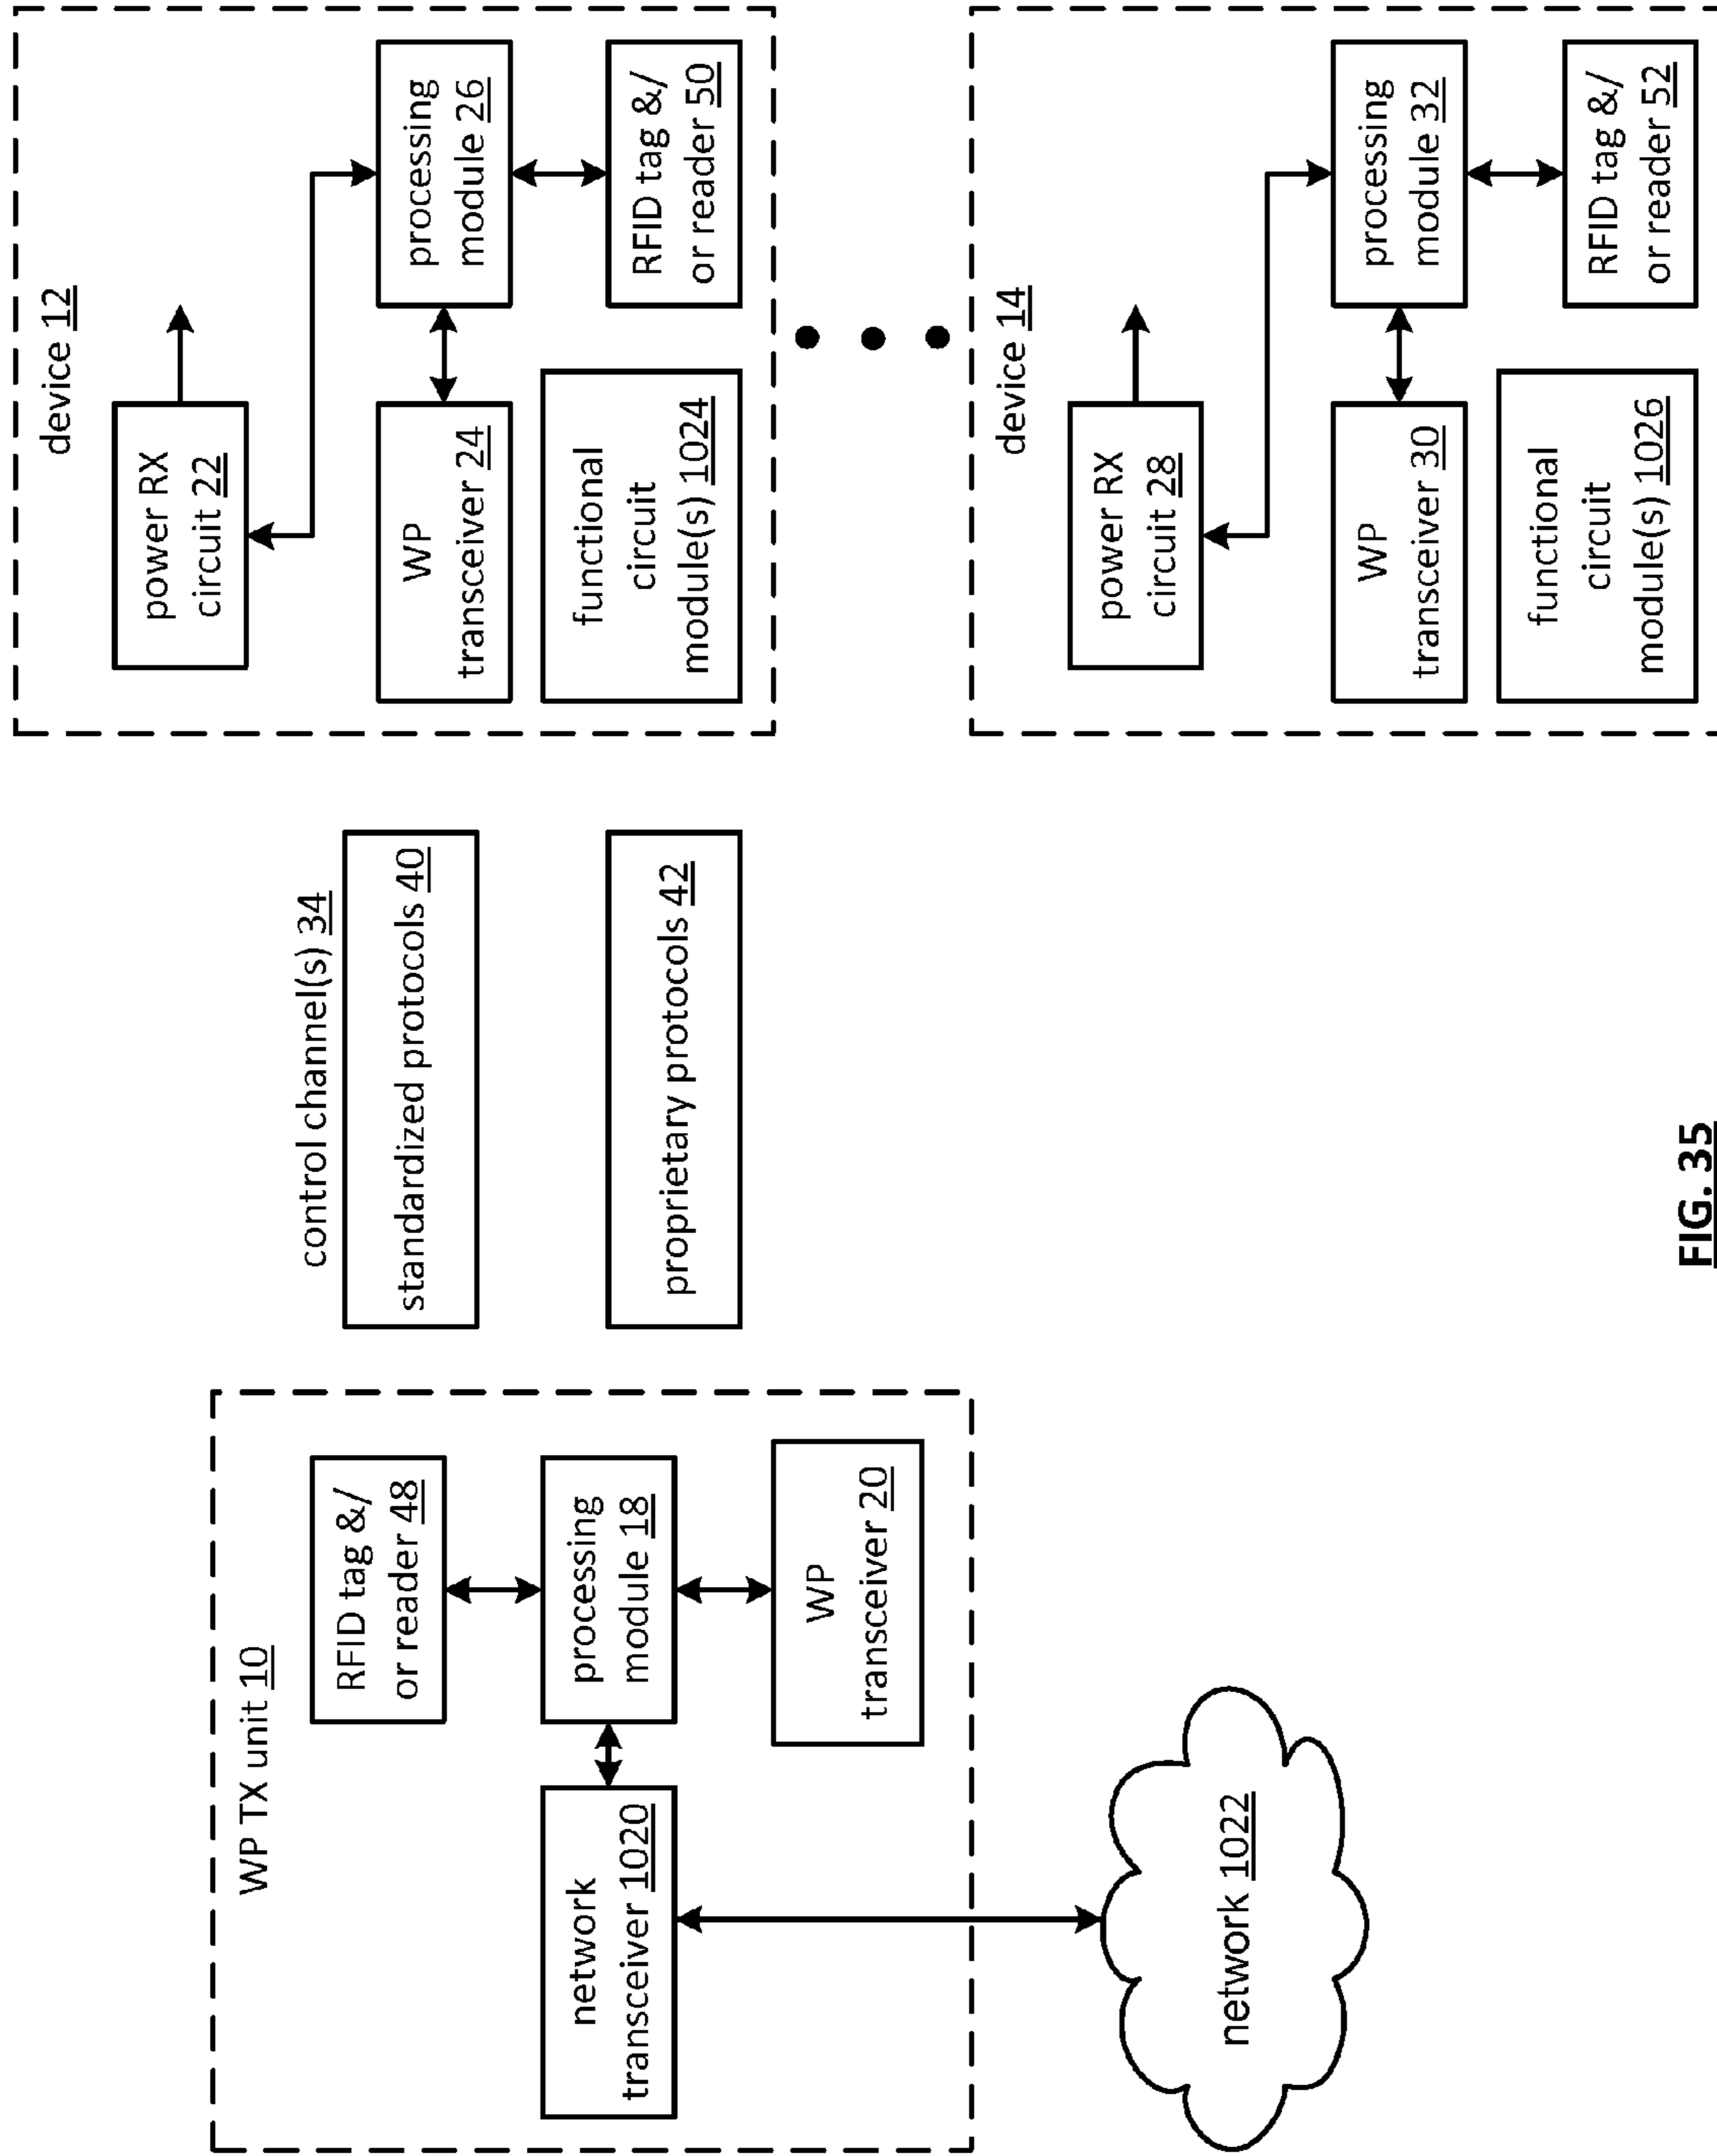 WP TX unit 10
RFID tag &/
or reader 48
network
transceiver 1020
processing
module 18
WP
transceiver 20
network 1022
control channel(s) 34
standardized protocols 40
proprietary protocols 42
device 12
power RX
circuit 22
WP
transceiver 24
processing
module 26
functional
circuit
module(s) 1024
RFID tag &/
or reader 50
device 14
power RX
circuit 28
WP
transceiver 30
processing
module 32
functional
circuit
module(s) 1026
RFID tag &/
or reader 52
FIG. 35